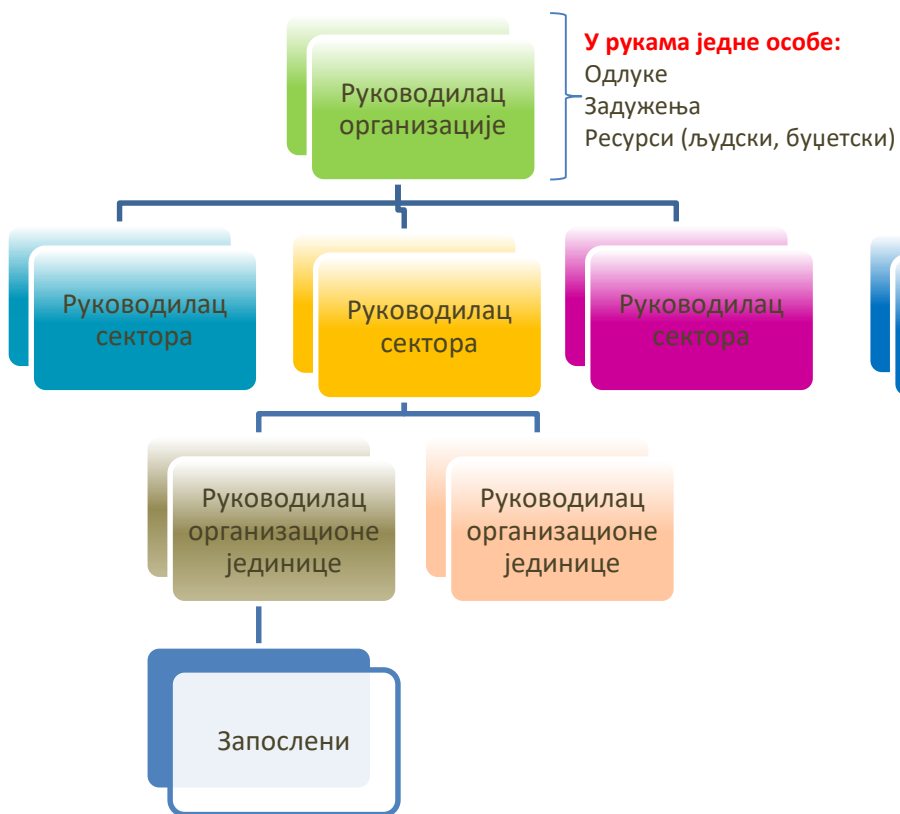 Руководилац
организације
У рукама једне особе:
Одлуке
Задужења
Ресурси (људски, буџетски)
Руководилац
сектора
Руководилац
сектора
Руководилац
сектора
Руководилац
организационе
јединице
Руководилац
организационе
јединице
Запослени